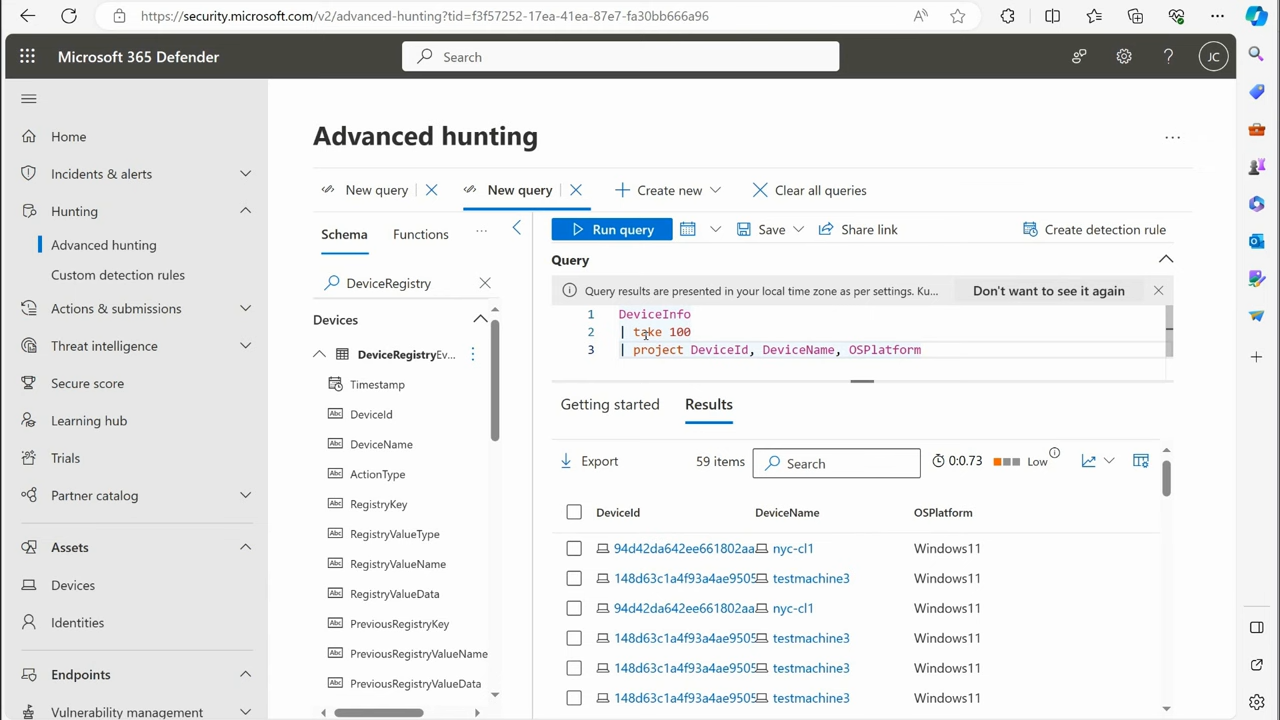 https://security.microsoft.com/v2/advanced-hunting?tid=f3f57252-17ea-41ea-87e7-fa30bb666a96
Microsoft 365 Defender
Search
JC
Home
Incidents & alerts
Hunting
Advanced hunting
Custom detection rules
Actions & submissions
Threat intelligence
Secure score
Learning hub
Trials
Partner catalog
Assets
Devices
Identities
Endpoints
Vulnerability management
Advanced hunting
New query
New query
Create new
Clear all queries
Schema
Functions
DeviceRegistry
Devices
DeviceRegistryEv...
Timestamp
DeviceId
DeviceName
ActionType
RegistryKey
RegistryValueType
RegistryValueName
RegistryValueData
PreviousRegistryKey
PreviousRegistryValueName
PreviousRegistryValueData
Run query
Save
Share link
Create detection rule
Query
Query results are presented in your local time zone as per settings. Ku...
Don't want to see it again
1 DeviceInfo
2 | take 100
3 | project DeviceId, DeviceName, OSPlatform
Getting started
Results
Export
59 items
Search
0:0.73
Low
DeviceId DeviceName OSPlatform
94d42da642ee661802aa nyc-cl1 Windows11
148d63c1a4f93a4ae9505 testmachine3 Windows11
94d42da642ee661802aa nyc-cl1 Windows11
148d63c1a4f93a4ae9505 testmachine3 Windows11
148d63c1a4f93a4ae9505 testmachine3 Windows11
148d63c1a4f93a4ae9505 testmachine3 Windows11